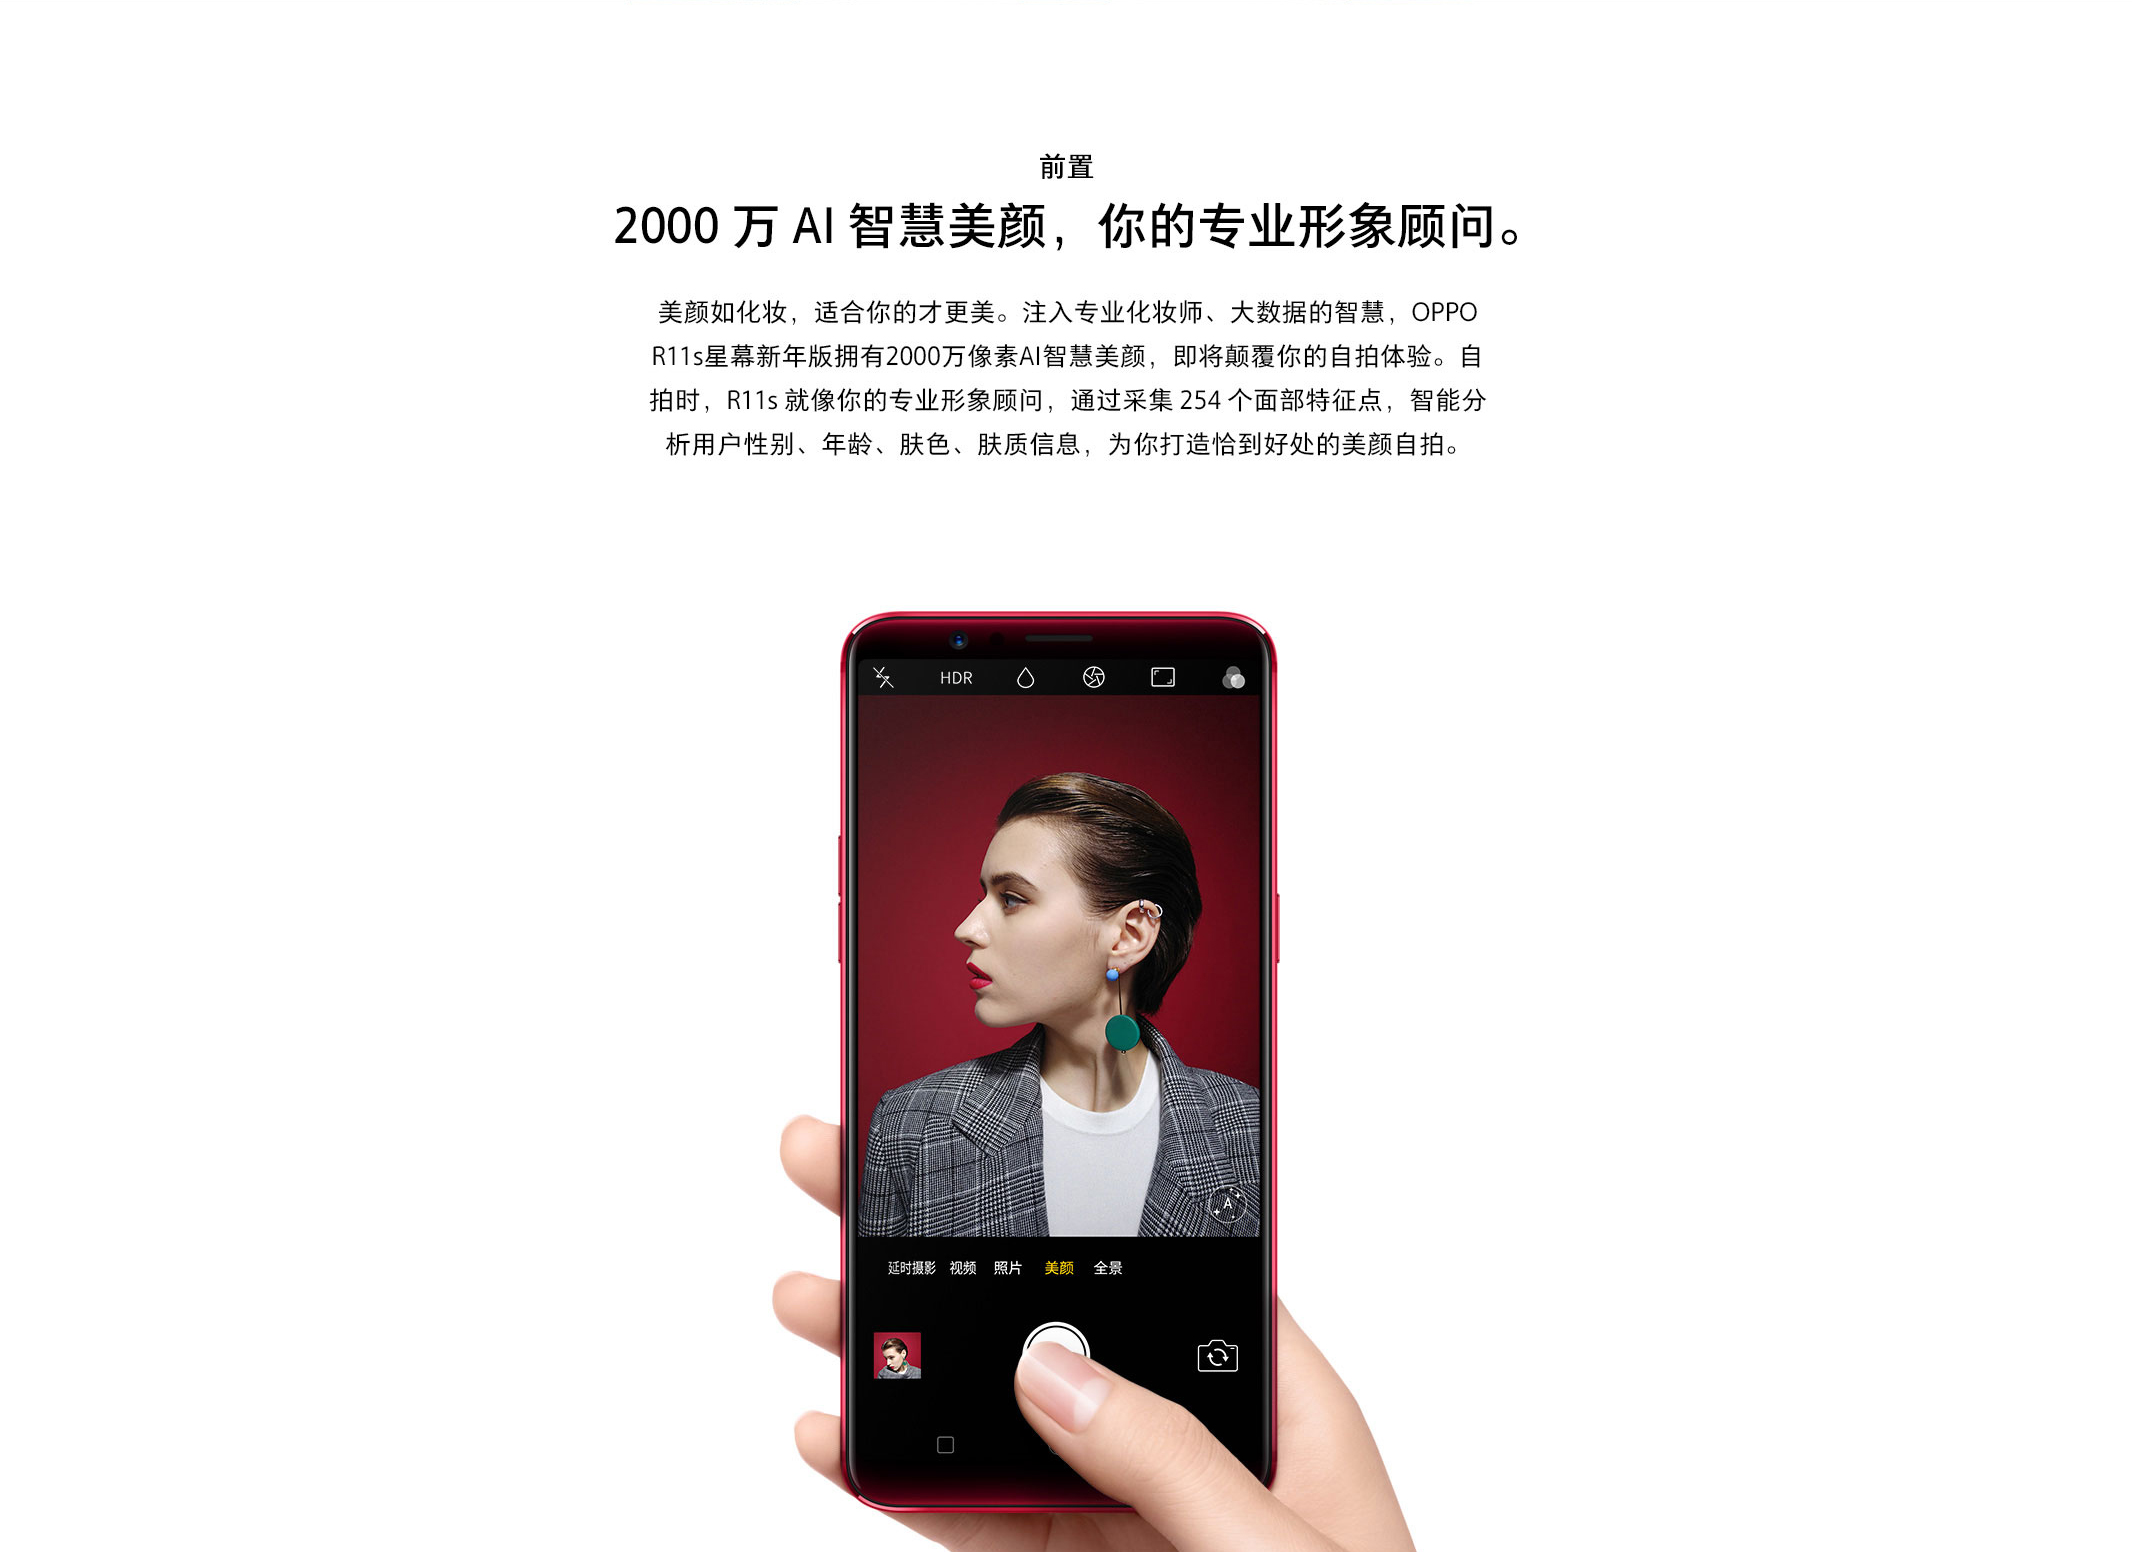 前置
2000 万 AI 智慧美颜，你的专业形象顾问。
美颜如化妆，适合你的才更美。注入专业化妆师、大数据的智慧，OPPO
R11s星幕新年版拥有2000万像素AI智慧美颜，即将颠覆你的自拍体验。自
拍时，R11s 就像你的专业形象顾问，通过采集 254 个面部特征点，智能分
析用户性别、年龄、肤色、肤质信息，为你打造恰到好处的美颜自拍。
HDR
A
延时摄影 视频 照片 美颜 全景